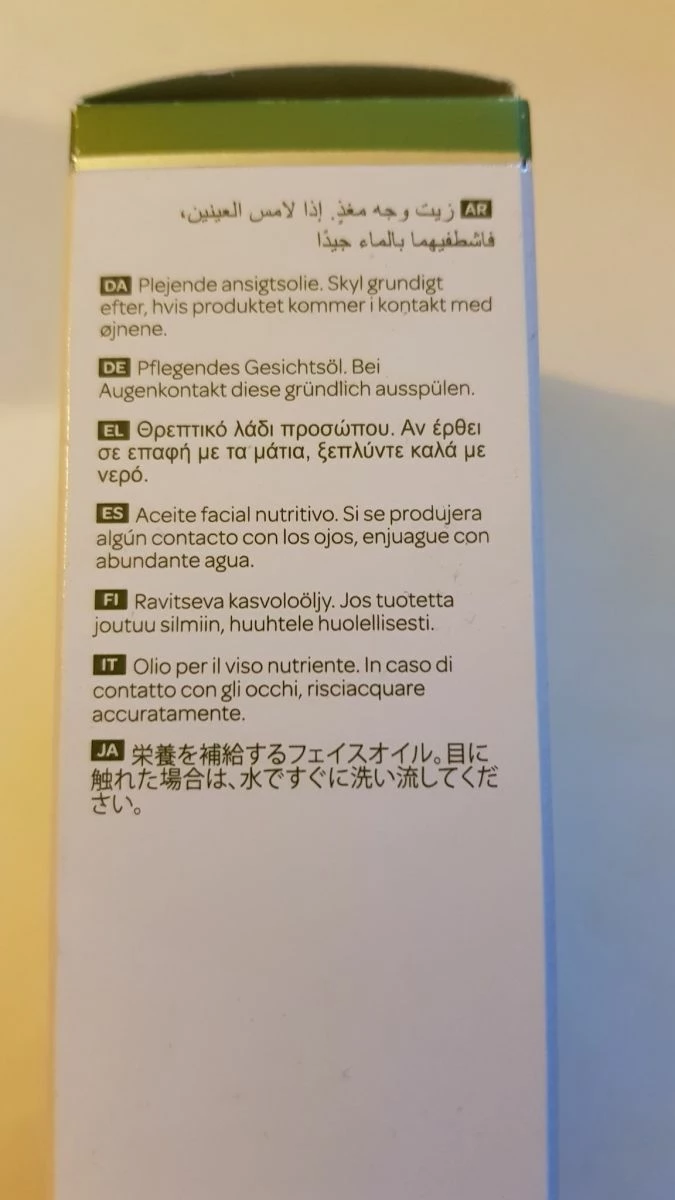 AR زيت وجه مغذٍ. إذا لامس العينين،
فاشطفيهما بالماء جيدًا
DA Plejende ansigtsolie. Skyl grundigt
efter, hvis produktet kommer i kontakt med
øjnene.
DE Pflegendes Gesichtsöl. Bei
Augenkontakt diese gründlich ausspülen.
EL Θρεπτικό λάδι προσώπου. Αν έρθει
σε επαφή με τα μάτια, ξεπλύντε καλά με
νερό.
ES Aceite facial nutritivo. Si se produjera
algún contacto con los ojos, enjuague con
abundante agua.
FI Ravitseva kasvoloöljy. Jos tuotetta
joutuu silmiin, huuhtele huolellisesti.
IT Olio per il viso nutriente. In caso di
contatto con gli occhi, risciacquare
accuratamente.
JA 栄養を補給するフェイスオイル。目に
触れた場合は、水ですぐに洗い流してくだ
さい。